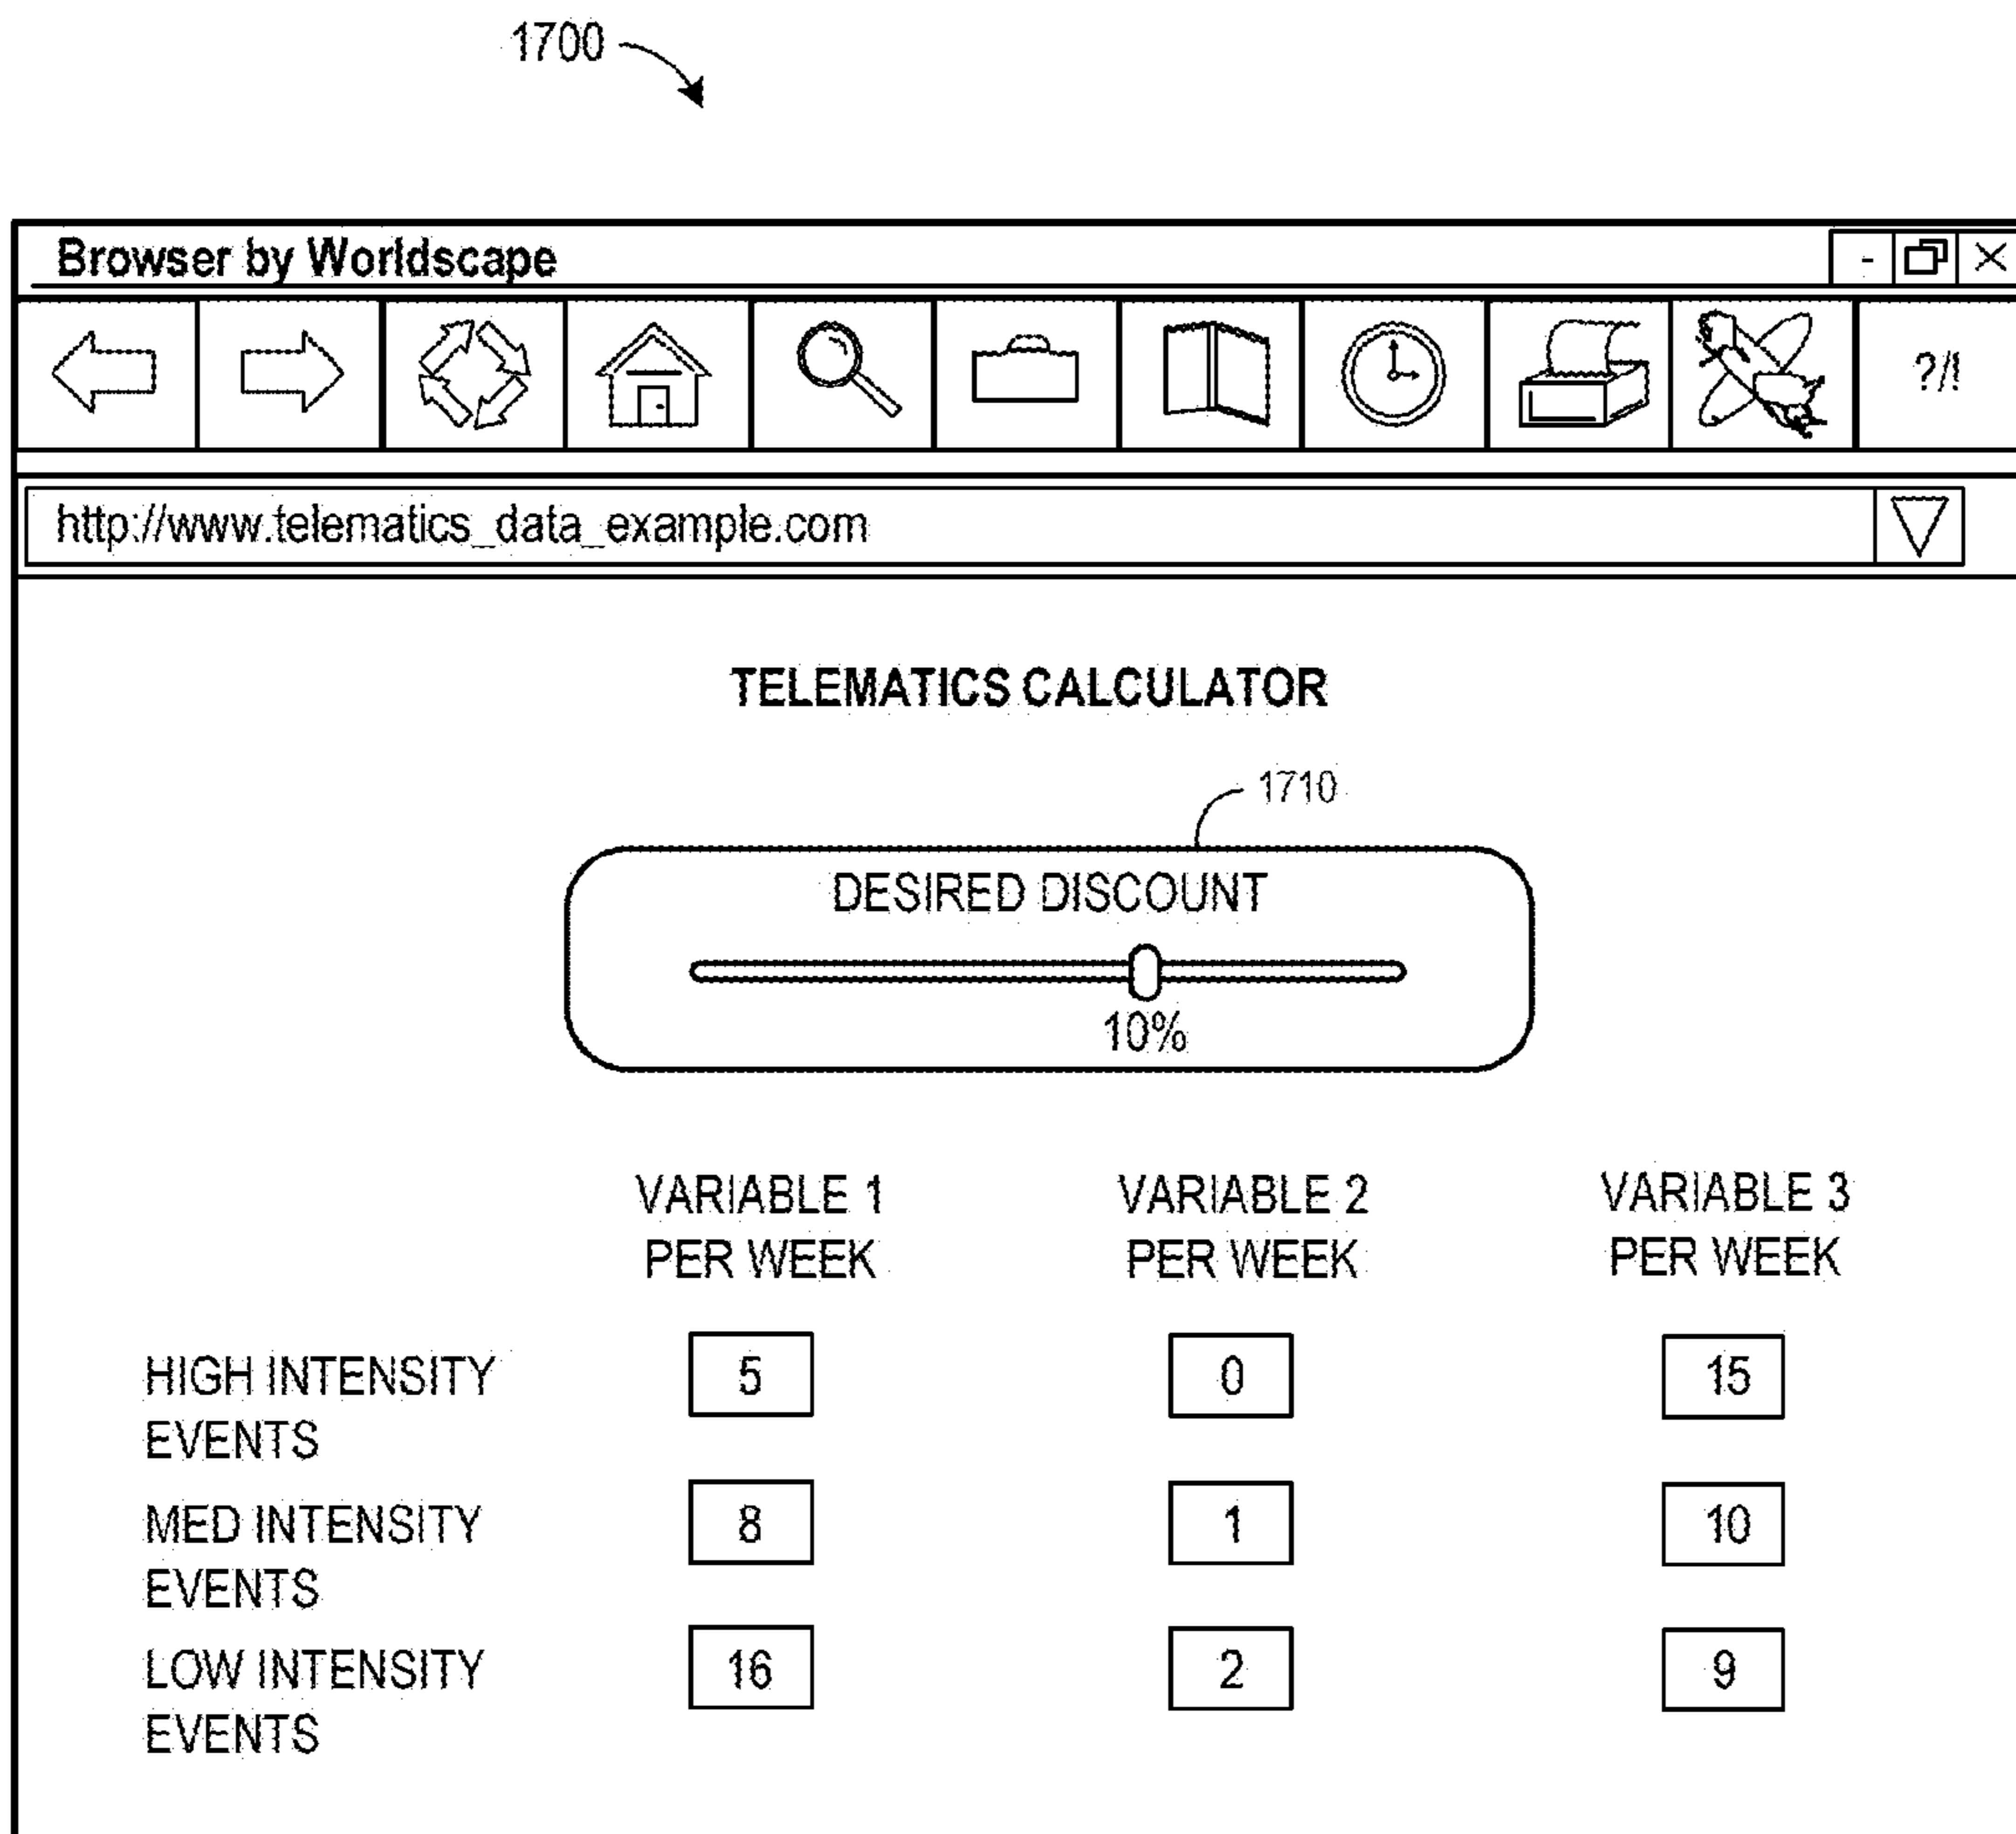 1700
Browser by Worldscape
?/!
http://www.telematics_data_example.com
TELEMATICS CALCULATOR
1710
DESIRED DISCOUNT
10%
VARIABLE 1 PER WEEK
VARIABLE 2 PER WEEK
VARIABLE 3 PER WEEK
HIGH INTENSITY EVENTS
5 0 15
MED INTENSITY EVENTS
8 1 10
LOW INTENSITY EVENTS
16 2 9